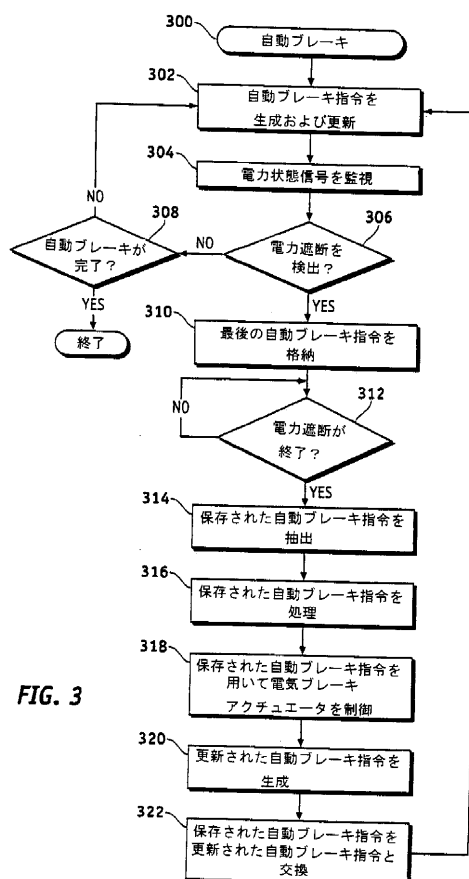 300
自動ブレーキ
302
自動ブレーキ指令を
生成および更新
304
電力状態信号を監視
NO
308
自動ブレーキが
完了?
NO
306
電力遮断を
検出?
YES
終了
YES
310
最後の自動ブレーキ指令を
格納
NO
312
電力遮断が
終了?
YES
314
保存された自動ブレーキ指令を
抽出
316
保存された自動ブレーキ指令を
処理
318
保存された自動ブレーキ指令を
用いて電気ブレーキ
アクチュエータを制御
FIG. 3
320
更新された自動ブレーキ指令を
生成
322
保存された自動ブレーキ指令を
更新された自動ブレーキ指令と
交換